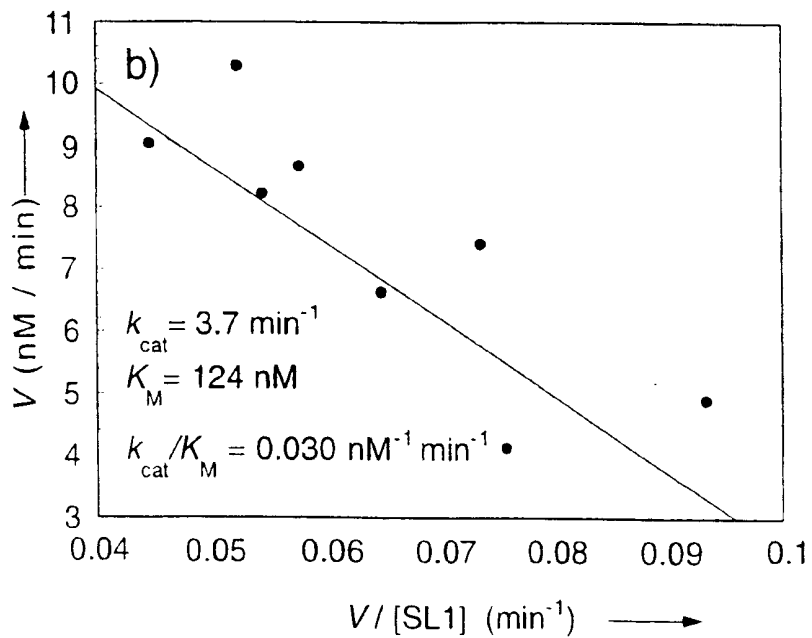 11
b)
10
9
8
7
6
5
4
3
V (nM / min)
k_cat = 3.7 min⁻¹
K_M = 124 nM
k_cat/K_M = 0.030 nM⁻¹ min⁻¹
0.04 0.05 0.06 0.07 0.08 0.09 0.1
V / [SL1] (min⁻¹)